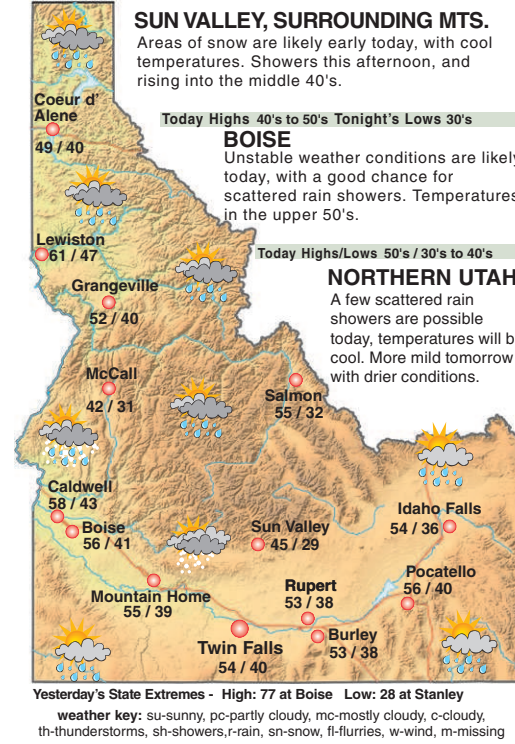 SUN VALLEY, SURROUNDING MTS.
Areas of snow are likely early today, with cool
temperatures. Showers this afternoon, and
rising into the middle 40's.
Today Highs 40's to 50's Tonight's Lows 30's
BOISE
Unstable weather conditions are likely
today, with a good chance for
scattered rain showers. Temperatures
in the upper 50's.
Today Highs/Lows 50's / 30's to 40's
NORTHERN UTAH
A few scattered rain
showers are possible
today, temperatures will b
cool. More mild tomorrow
with drier conditions.
Coeur d'
Alene
49 / 40
Lewiston
61 / 47
Grangeville
52 / 40
McCall
42 / 31
Salmon
55 / 32
Caldwell
58 / 43
Boise
56 / 41
Sun Valley
45 / 29
Idaho Falls
54 / 36
Mountain Home
55 / 39
Rupert
53 / 38
Pocatello
56 / 40
Twin Falls
54 / 40
Burley
53 / 38
Yesterday's State Extremes - High: 77 at Boise Low: 28 at Stanley
weather key: su-sunny, pc-partly cloudy, mc-mostly cloudy, c-cloudy,
th-thunderstorms, sh-showers,r-rain, sn-snow, fl-flurries, w-wind, m-missing